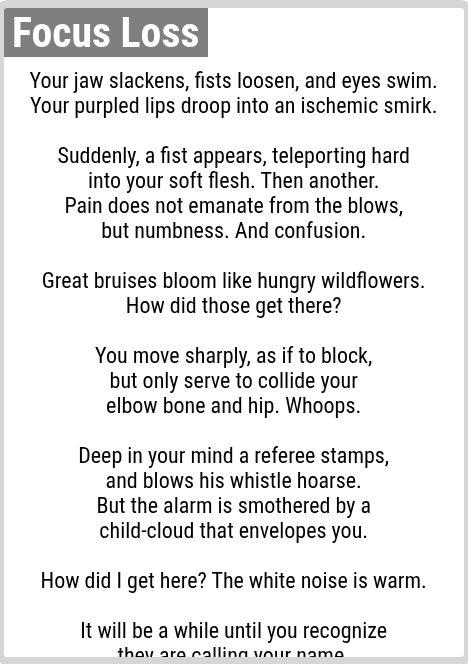 Focus Loss
Your jaw slackens, fists loosen, and eyes swim.
Your purpled lips droop into an ischemic smirk.
Suddenly, a fist appears, teleporting hard
into your soft flesh. Then another.
Pain does not emanate from the blows,
but numbness. And confusion.
Great bruises bloom like hungry wildflowers.
How did those get there?
You move sharply, as if to block,
but only serve to collide your
elbow bone and hip. Whoops.
Deep in your mind a referee stamps,
and blows his whistle hoarse.
But the alarm is smothered by a
child-cloud that envelopes you.
How did I get here? The white noise is warm.
It will be a while until you recognize
they are calling your name